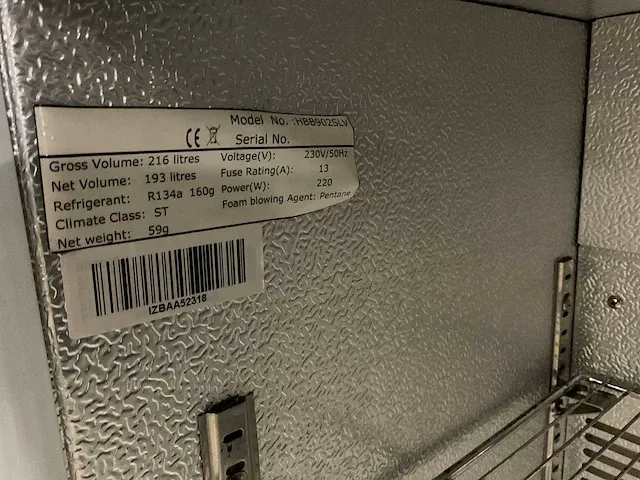 Model No. :HBB902SLV
CE Serial No.
Gross Volume: 216 litres
Net Volume: 193 litres
Refrigerant: R134a 160g
Climate Class: ST
Net weight: 59g
Voltage(V): 230V/50Hz
Fuse Rating(A): 13
Power(W): 220
Foam blowing Agent: Pentane
IZBAA52318